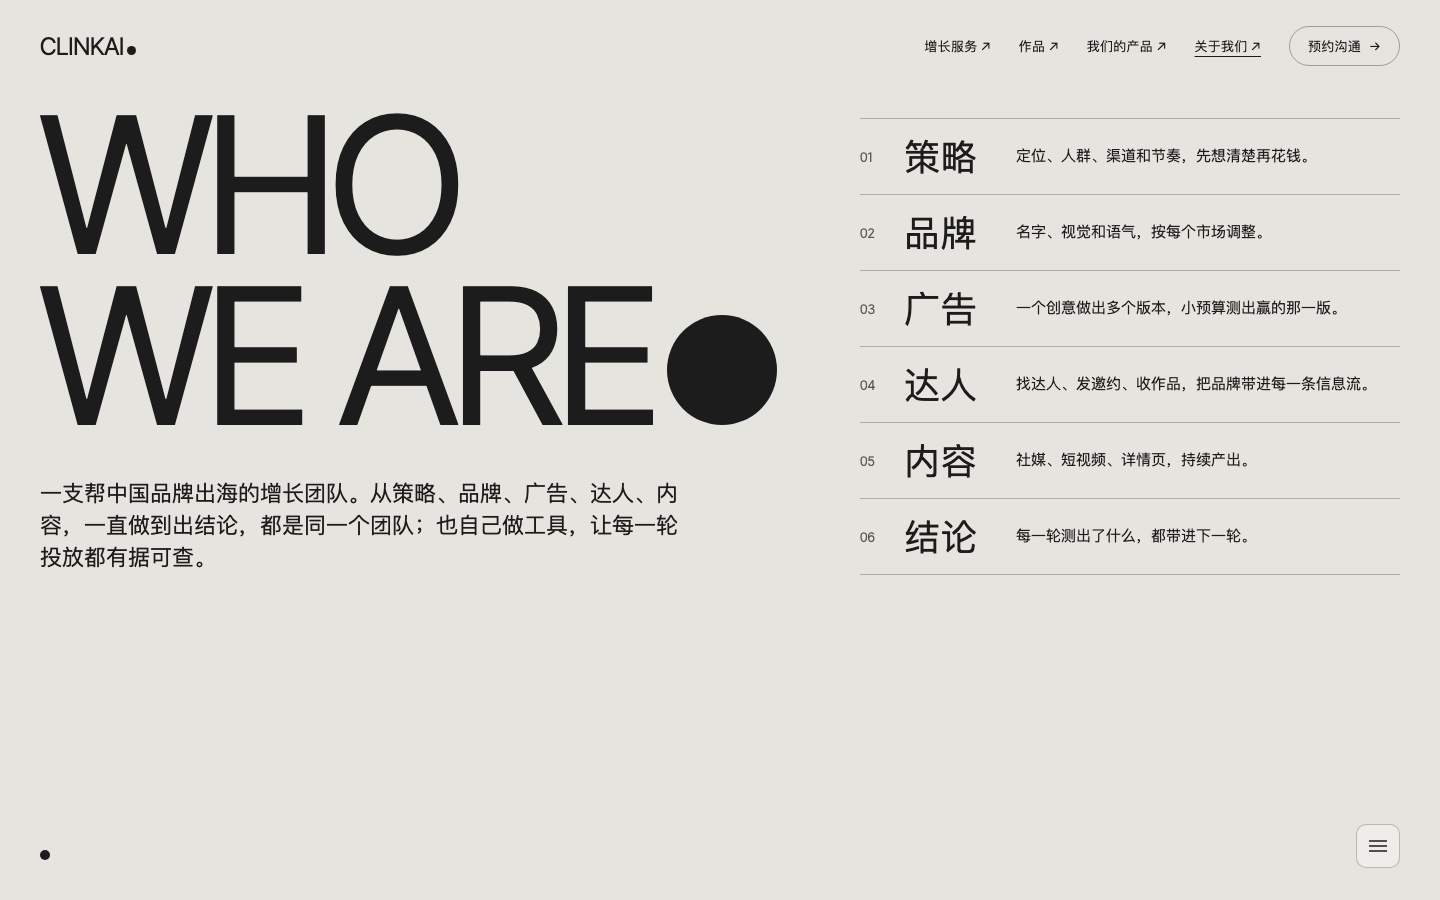 CLINKAI
增长服务 ↗ 作品 ↗ 我们的产品 ↗ 关于我们 ↗ 预约沟通 →
WHO
WE ARE
一支帮中国品牌出海的增长团队。从策略、品牌、广告、达人、内
容，一直做到出结论，都是同一个团队；也自己做工具，让每一轮
投放都有据可查。
01 策略 定位、人群、渠道和节奏，先想清楚再花钱。
02 品牌 名字、视觉和语气，按每个市场调整。
03 广告 一个创意做出多个版本，小预算测出赢的那一版。
04 达人 找达人、发邀约、收作品，把品牌带进每一条信息流。
05 内容 社媒、短视频、详情页，持续产出。
06 结论 每一轮测出了什么，都带进下一轮。